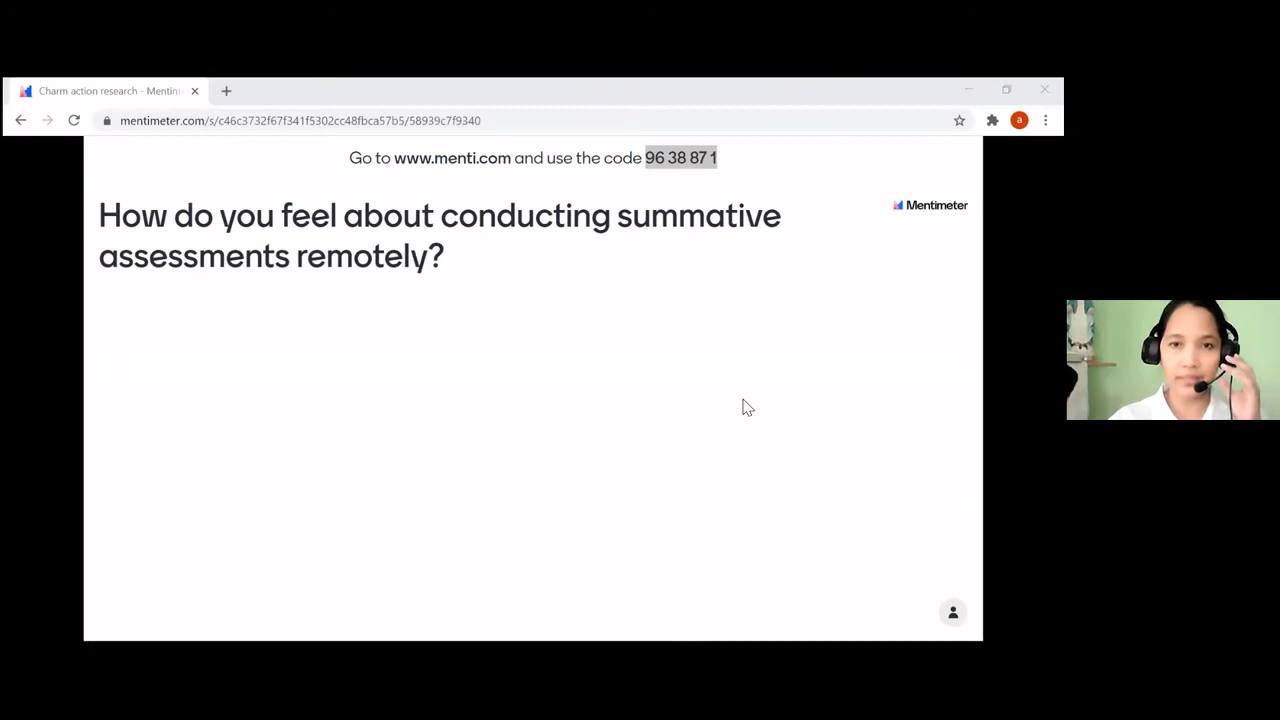 Charm action research - Mentim
mentimeter.com/s/c46c3732f67f341f5302cc48fbca57b5/58939c7f9340
a
Go to www.menti.com and use the code 96 38 87 1
How do you feel about conducting summative
assessments remotely?
Mentimeter